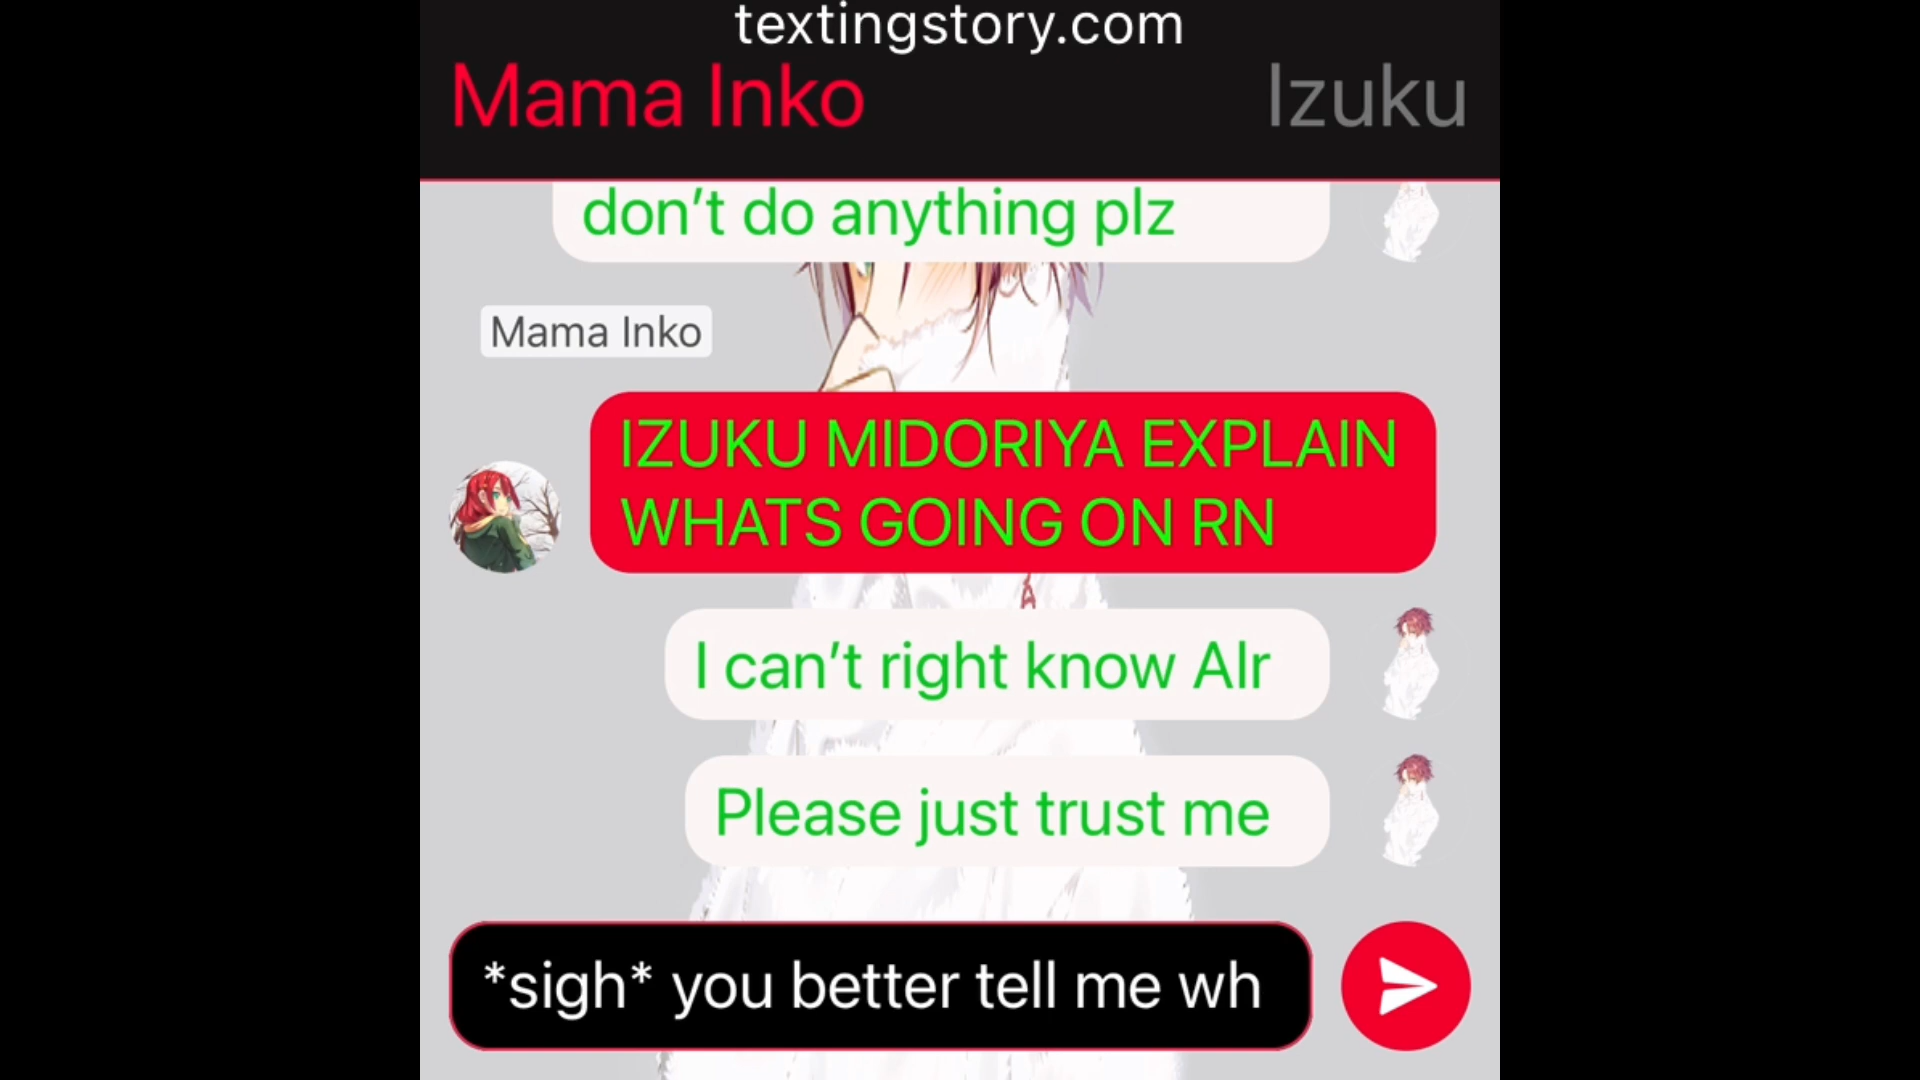 textingstory.com
Mama Inko
Izuku
don’t do anything plz
Mama Inko
IZUKU MIDORIYA EXPLAIN
WHATS GOING ON RN
I can’t right know Alr
Please just trust me
*sigh* you better tell me wh